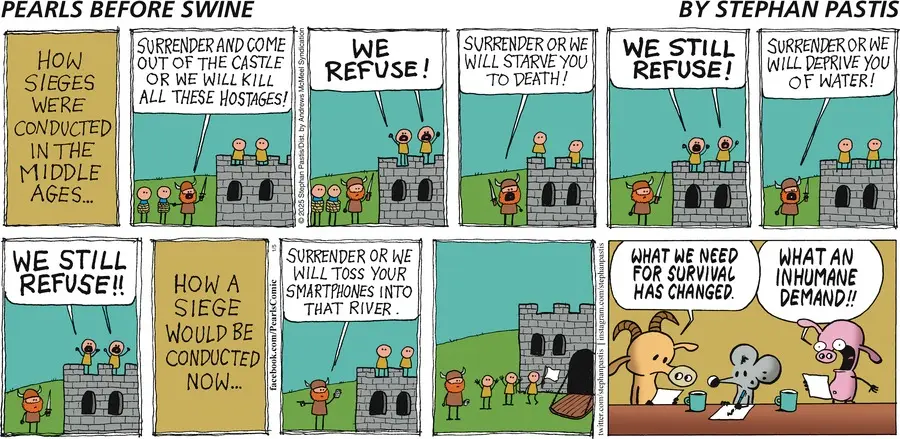 PEARLS BEFORE SWINE
BY STEPHAN PASTIS
HOW
SIEGES
WERE
CONDUCTED
IN THE
MIDDLE
AGES...
SURRENDER AND COME
OUT OF THE CASTLE
OR WE WILL KILL
ALL THESE HOSTAGES!
© 2025 Stephan Pastis/Dist. by Andrews McMeel Syndication
WE
REFUSE!
SURRENDER OR WE
WILL STARVE YOU
TO DEATH!
WE STILL
REFUSE!
SURRENDER OR WE
WILL DEPRIVE YOU
OF WATER!
WE STILL
REFUSE!!
HOW A
SIEGE
WOULD BE
CONDUCTED
NOW...
facebook.com/PearlsComic
1/5
SURRENDER OR WE
WILL TOSS YOUR
SMARTPHONES INTO
THAT RIVER.
twitter.com/stephanpastis | instagram.com/stephanpastis
WHAT WE NEED
FOR SURVIVAL
HAS CHANGED.
WHAT AN
INHUMANE
DEMAND!!